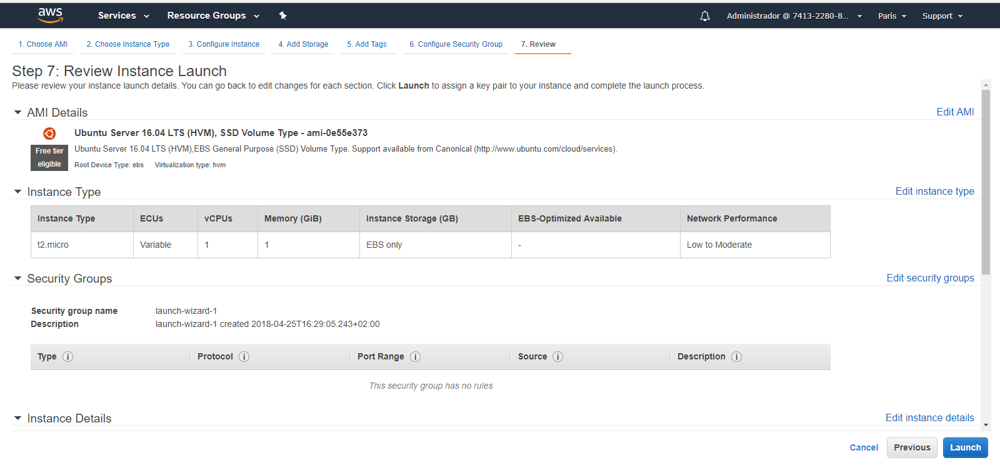 aws Services Resource Groups Administrador @ 7413-2280-8... Paris Support
1. Choose AMI 2. Choose Instance Type 3. Configure Instance 4. Add Storage 5. Add Tags 6. Configure Security Group 7. Review
Step 7: Review Instance Launch
Please review your instance launch details. You can go back to edit changes for each section. Click Launch to assign a key pair to your instance and complete the launch process.
AMI Details Edit AMI
Ubuntu Server 16.04 LTS (HVM), SSD Volume Type - ami-0e55e373
Free tier eligible
Ubuntu Server 16.04 LTS (HVM),EBS General Purpose (SSD) Volume Type. Support available from Canonical (http://www.ubuntu.com/cloud/services).
Root Device Type: ebs Virtualization type: hvm
Instance Type Edit instance type
Instance Type ECUs vCPUs Memory (GiB) Instance Storage (GB) EBS-Optimized Available Network Performance
t2.micro Variable 1 1 EBS only - Low to Moderate
Security Groups Edit security groups
Security group name launch-wizard-1
Description launch-wizard-1 created 2018-04-25T16:29:05.243+02:00
Type Protocol Port Range Source Description
This security group has no rules
Instance Details Edit instance details
Cancel Previous Launch